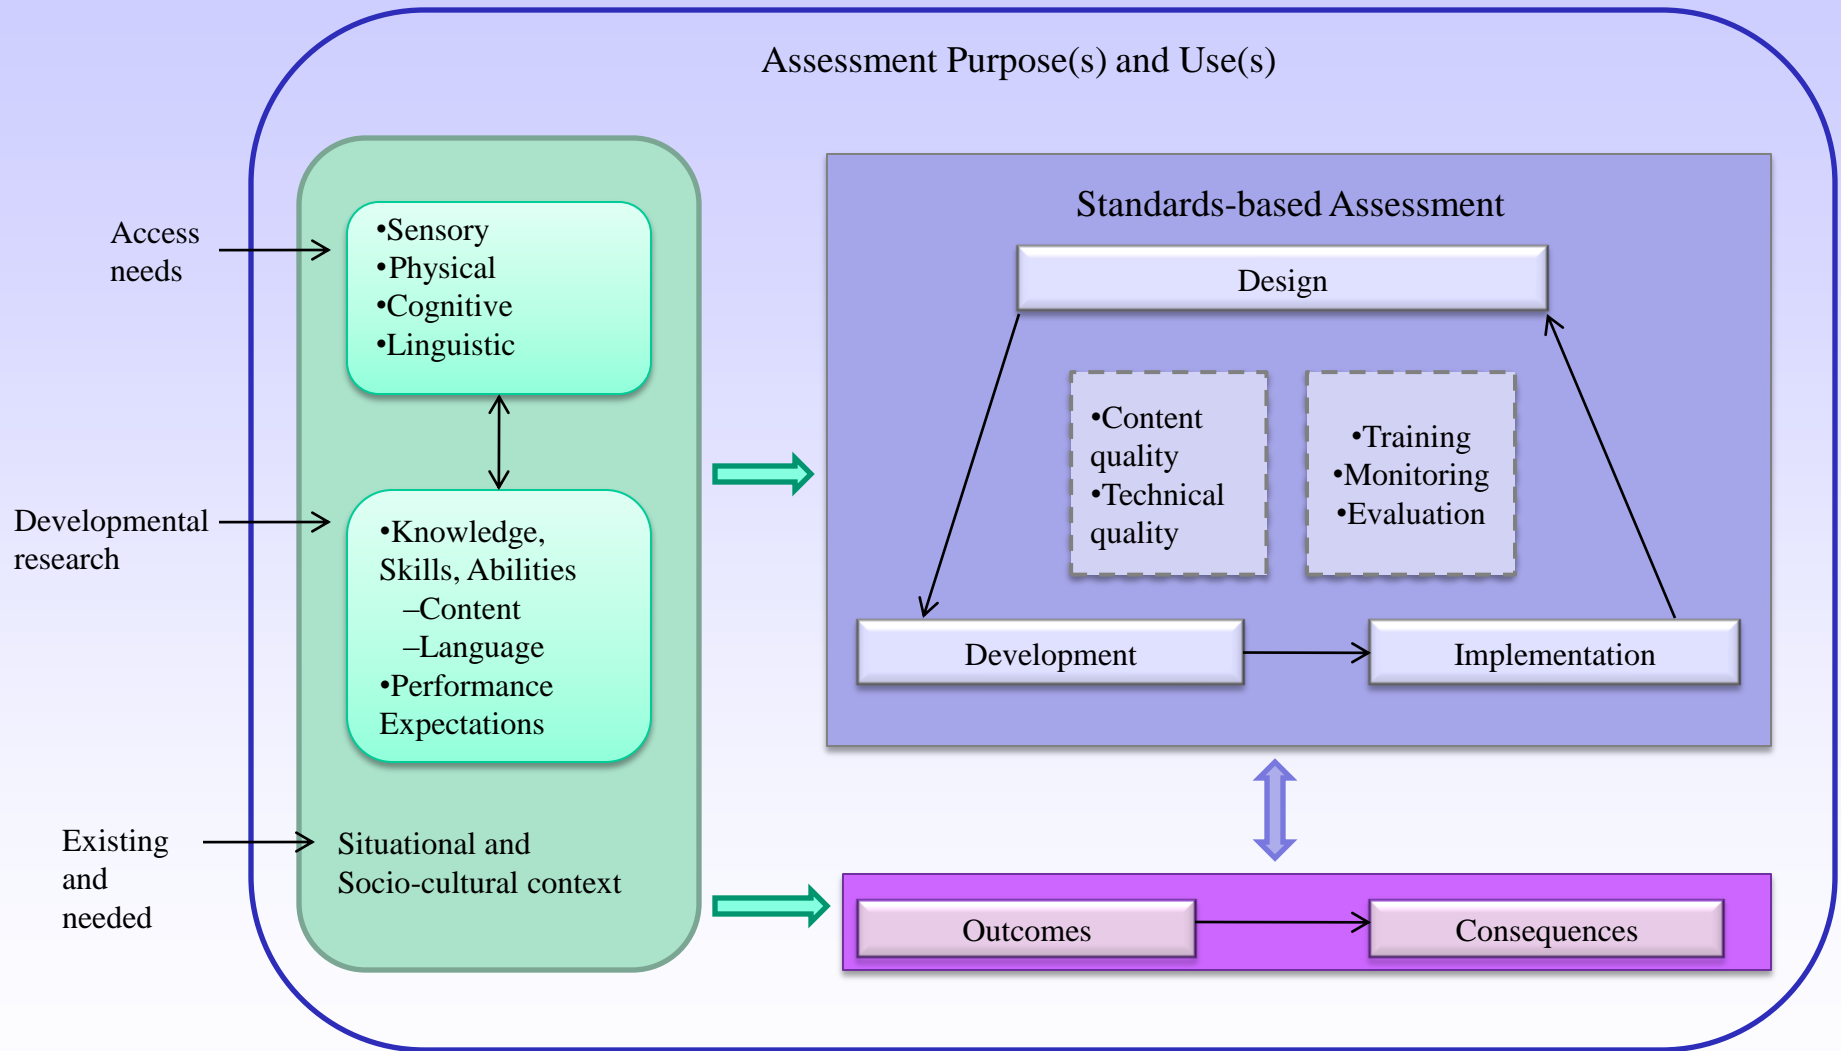 Assessment Purpose(s) and Use(s)
Access
needs
•Sensory
•Physical
•Cognitive
•Linguistic
Developmental
research
•Knowledge,
Skills, Abilities
–Content
–Language
•Performance
Expectations
Existing
and
needed
Situational and
Socio-cultural context
Standards-based Assessment
Design
•Content
quality
•Technical
quality
•Training
•Monitoring
•Evaluation
Development
Implementation
Outcomes
Consequences